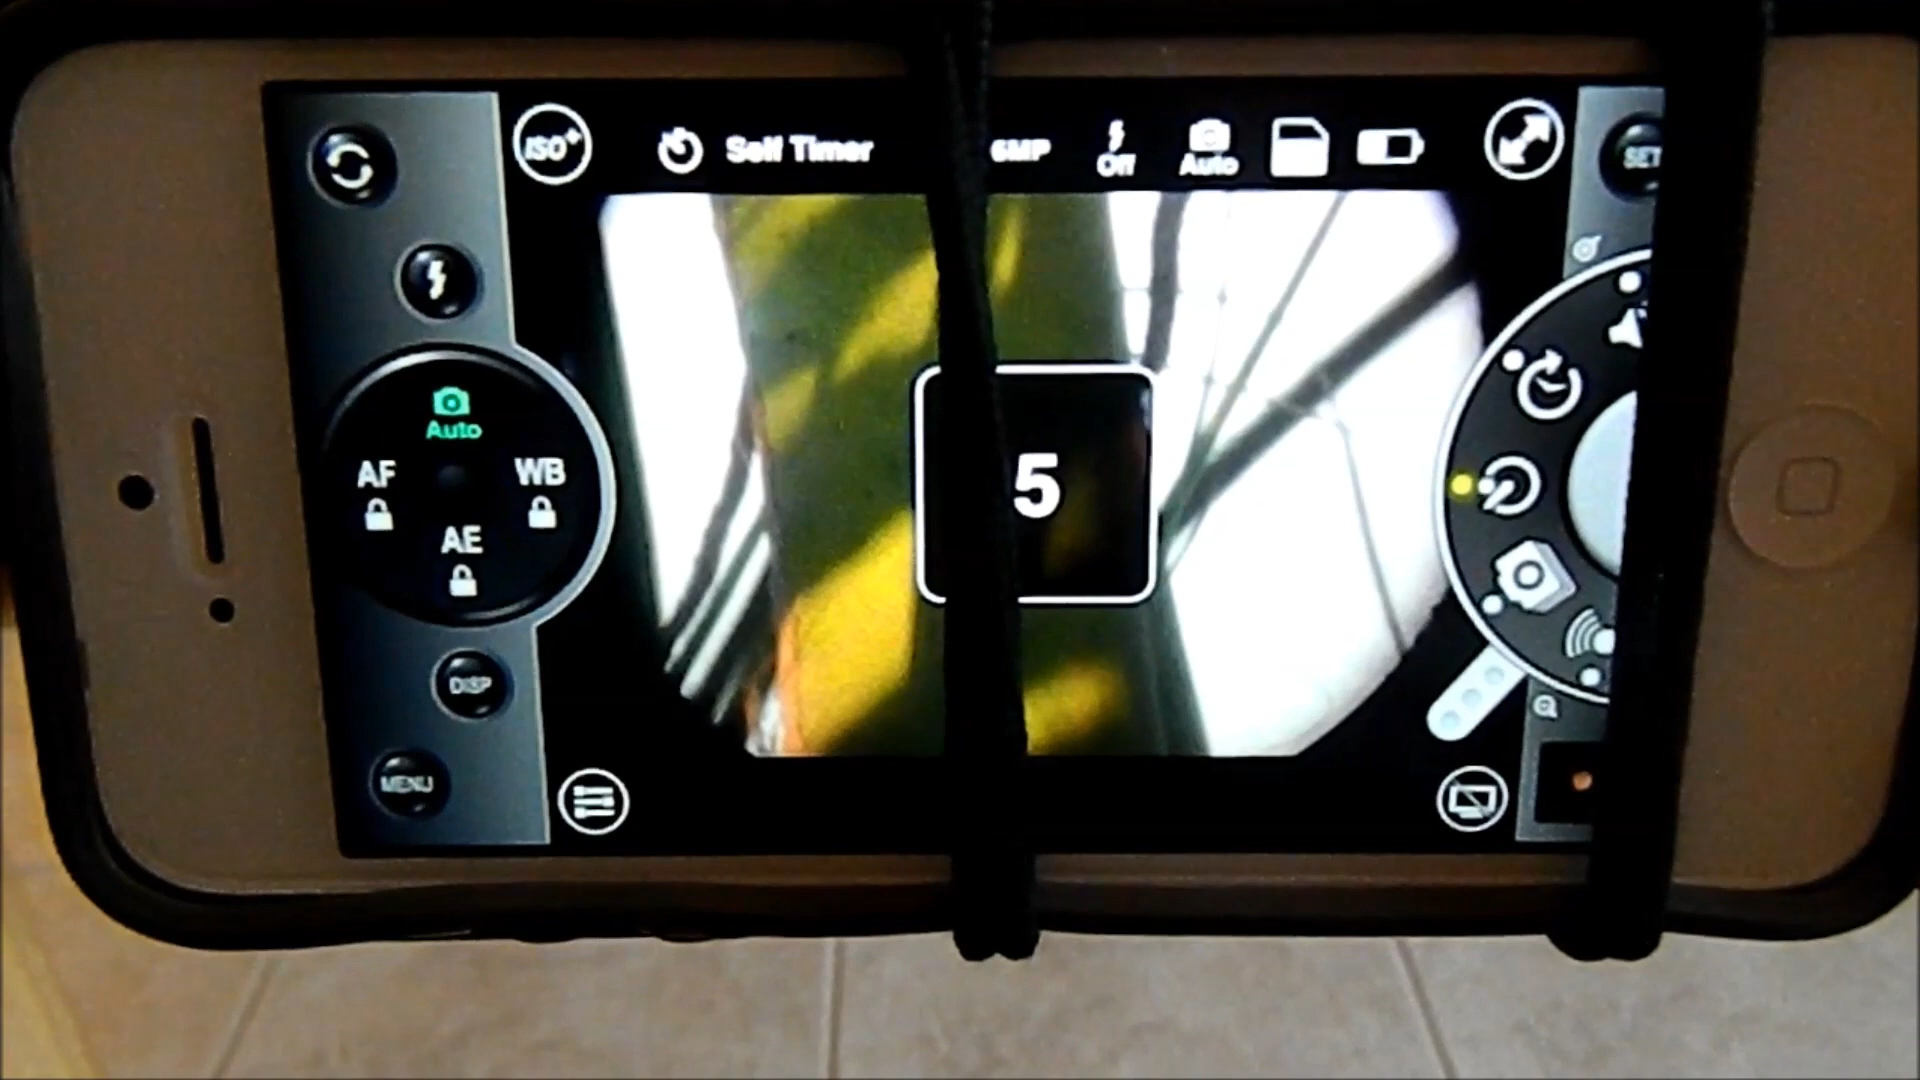 ISO+
Self Timer
6MP
Off
Auto
SET
Auto
AF
WB
AE
5
DISP
MENU